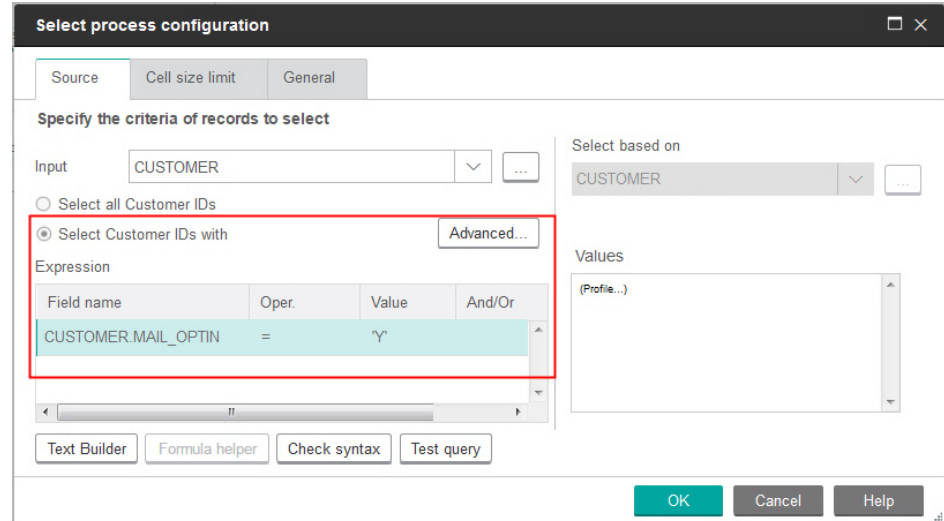 Select process configuration
Source Cell size limit General
Specify the criteria of records to select
Input CUSTOMER ...
Select all Customer IDs
Select Customer IDs with Advanced...
Expression
Field name Oper. Value And/Or
CUSTOMER.MAIL_OPTIN = 'Y'
Text Builder Formula helper Check syntax Test query
Select based on
CUSTOMER ...
Values
(Profile...)
OK Cancel Help